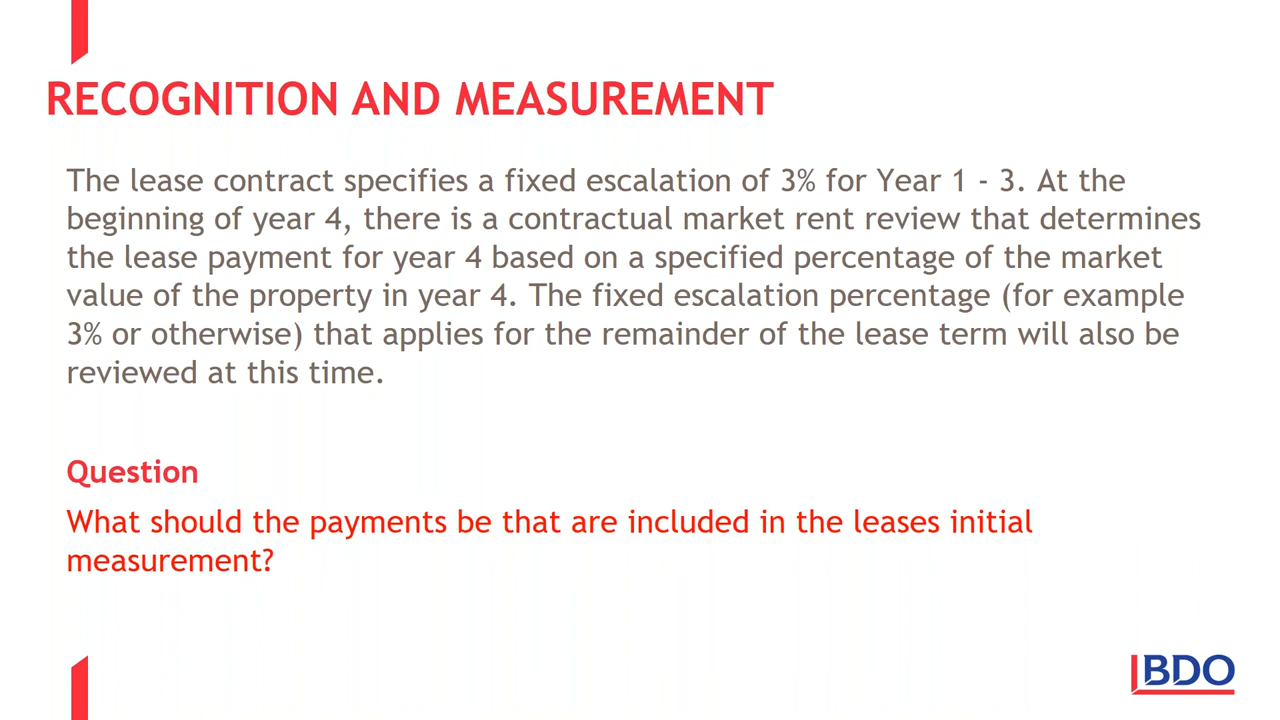 RECOGNITION AND MEASUREMENT
The lease contract specifies a fixed escalation of 3% for Year 1 - 3. At the
beginning of year 4, there is a contractual market rent review that determines
the lease payment for year 4 based on a specified percentage of the market
value of the property in year 4. The fixed escalation percentage (for example
3% or otherwise) that applies for the remainder of the lease term will also be
reviewed at this time.
Question
What should the payments be that are included in the leases initial
measurement?
BDO